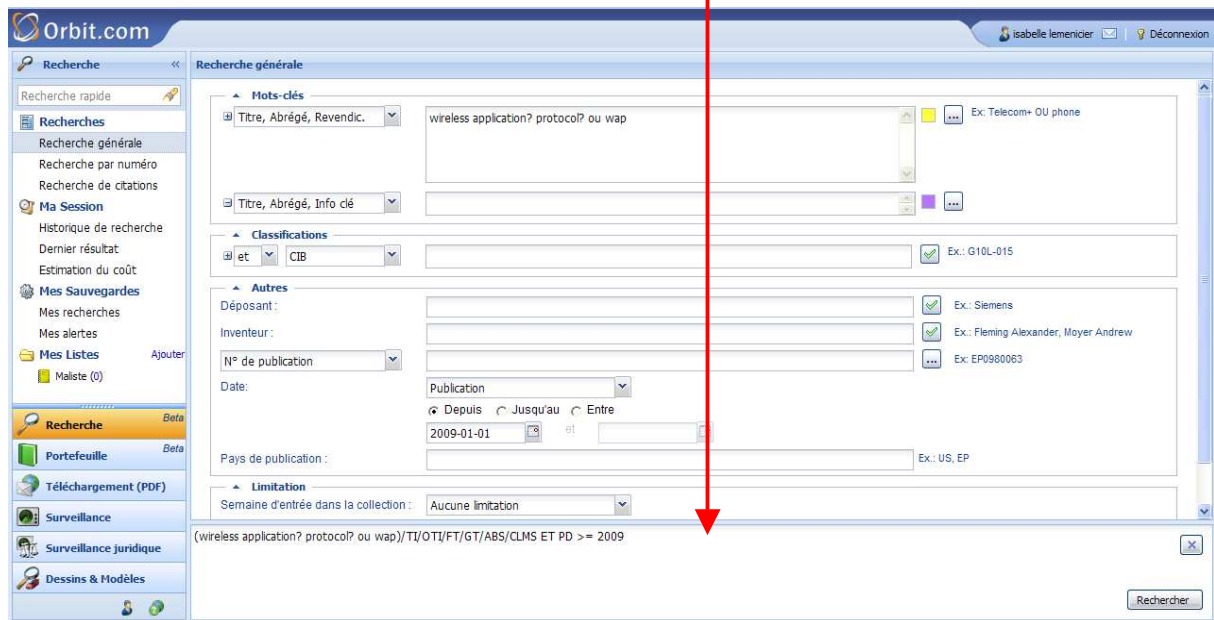 Orbit.com
isabelle lemenicier Déconnexion
Recherche «
Recherche rapide
Recherches
Recherche générale
Recherche par numéro
Recherche de citations
Ma Session
Historique de recherche
Dernier résultat
Estimation du coût
Mes Sauvegardes
Mes recherches
Mes alertes
Mes Listes Ajouter
Maliste (0)
Recherche Beta
Portefeuille Beta
Téléchargement (PDF)
Surveillance
Surveillance juridique
Dessins & Modèles
Recherche générale
Mots-clés
Titre, Abrégé, Revendic. wireless application? protocol? ou wap ... Ex: Telecom+ OU phone
Titre, Abrégé, Info clé ...
Classifications
et CIB Ex.: G10L-015
Autres
Déposant : Ex.: Siemens
Inventeur : Ex.: Fleming Alexander, Moyer Andrew
N° de publication ... Ex: EP0980063
Date: Publication
Depuis Jusqu'au Entre
2009-01-01 et
Pays de publication : Ex.: US, EP
Limitation
Semaine d'entrée dans la collection : Aucune limitation
(wireless application? protocol? ou wap)/TI/OTI/FT/GT/ABS/CLMS ET PD >= 2009
Rechercher